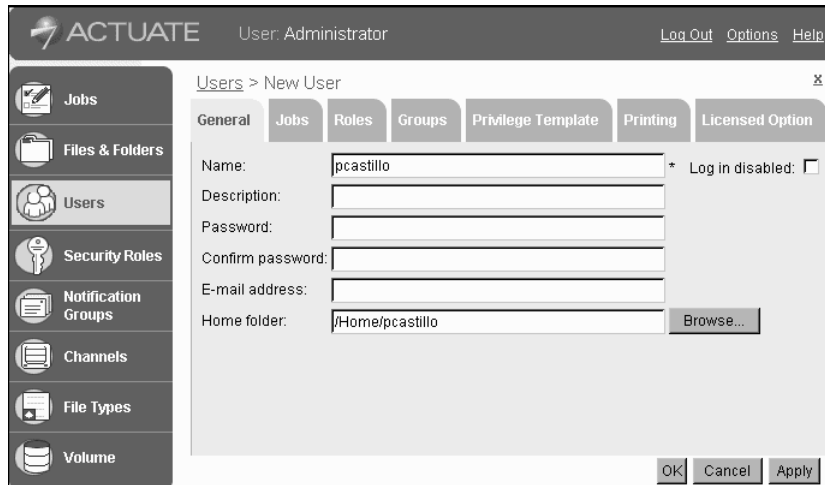 ACTUATE User: Administrator Log Out Options Help
Jobs
Files & Folders
Users
Security Roles
Notification
Groups
Channels
File Types
Volume
Users > New User x
General Jobs Roles Groups Privilege Template Printing Licensed Option
Name: pcastillo * Log in disabled:
Description:
Password:
Confirm password:
E-mail address:
Home folder: /Home/pcastillo Browse...
OK Cancel Apply